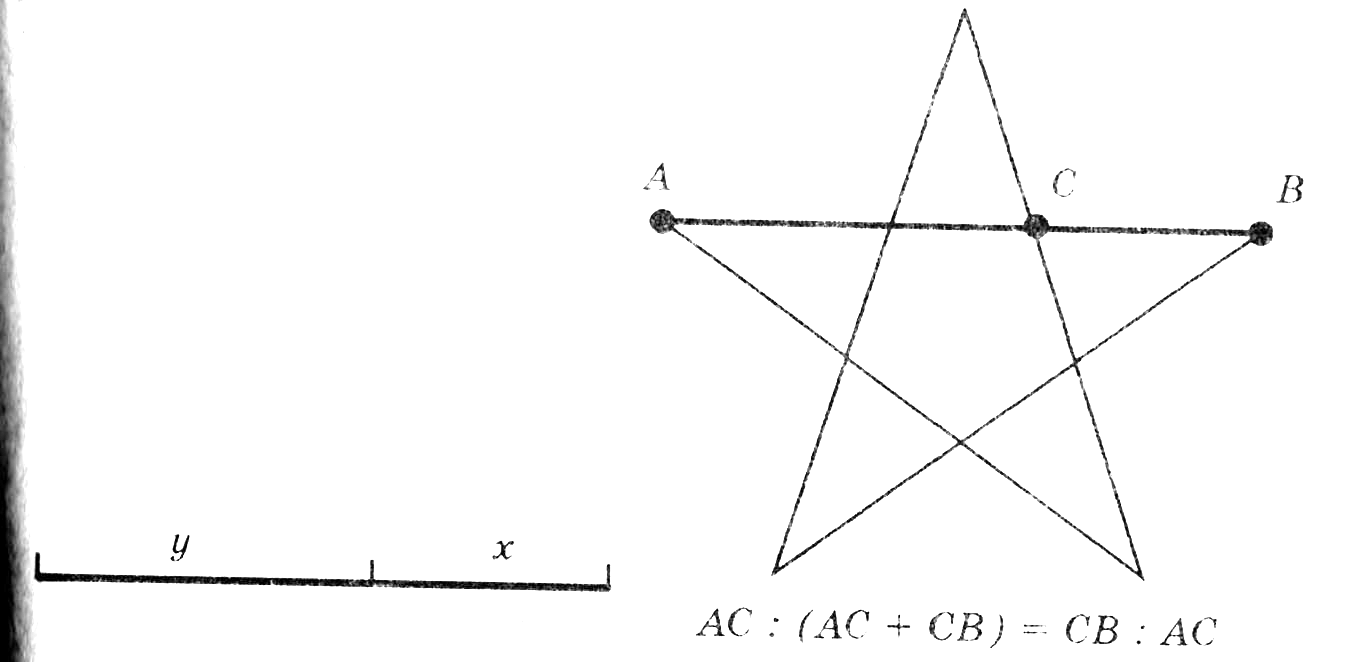 A
C
B
y
x
AC : (AC + CB) = CB : AC